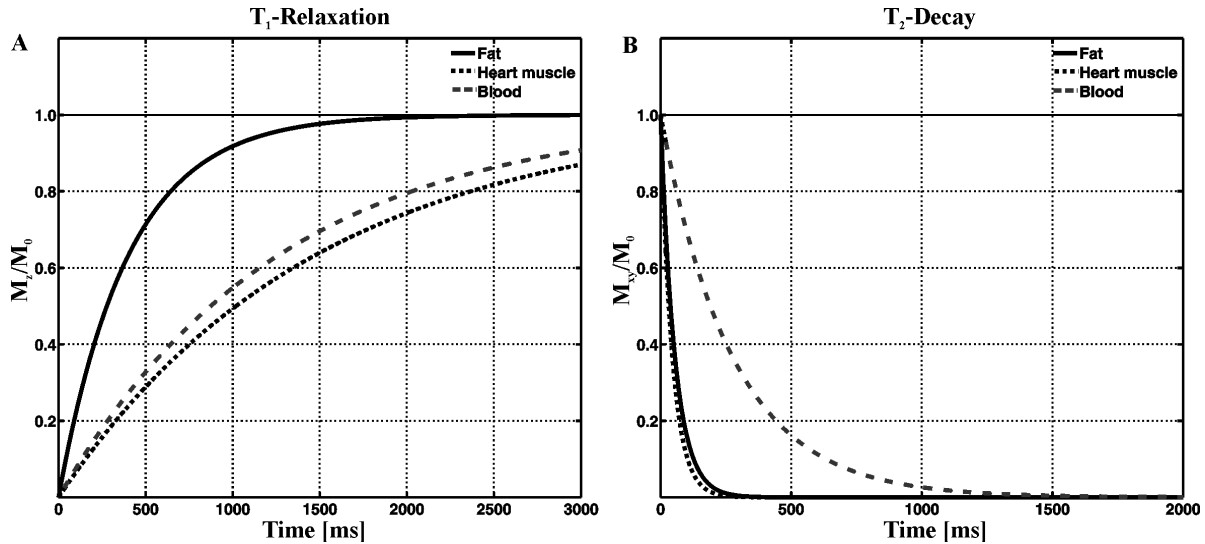 T₁-Relaxation
A
Fat
Heart muscle
Blood
1.0
0.8
0.6
0.4
0.2
M_z/M₀
0 500 1000 1500 2000 2500 3000
Time [ms]
T₂-Decay
B
Fat
Heart muscle
Blood
1.0
0.8
0.6
0.4
0.2
M_xy/M₀
0 500 1000 1500 2000
Time [ms]